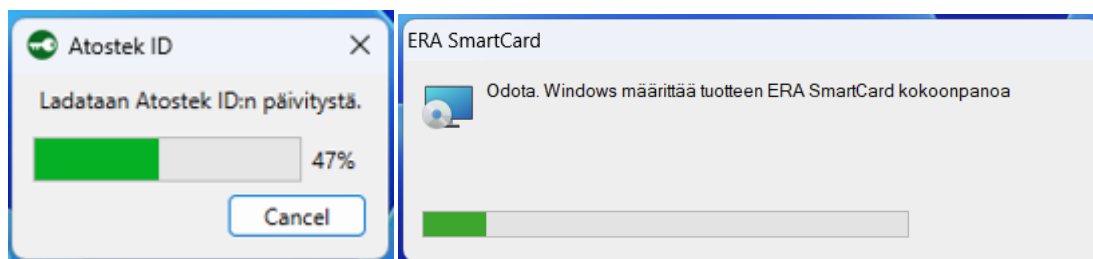 Atostek ID
Ladataan Atostek ID:n päivitystä.
47%
Cancel
ERA SmartCard
Odota. Windows määrittää tuotteen ERA SmartCard kokoonpanoa